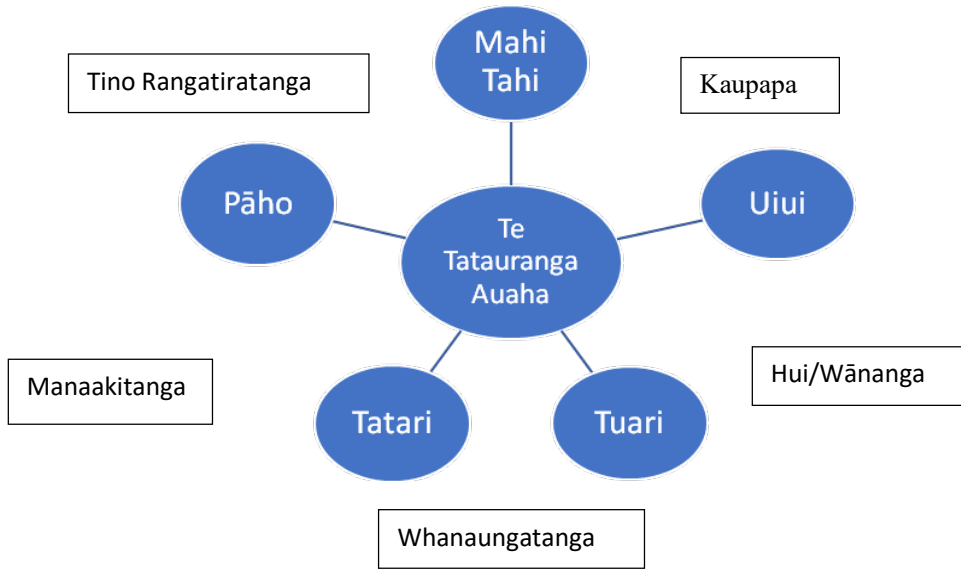 Mahi
Tahi
Tino Rangatiratanga
Kaupapa
Pāho
Uiui
Te
Tatauranga
Auaha
Manaakitanga
Hui/Wānanga
Tatari
Tuari
Whanaungatanga